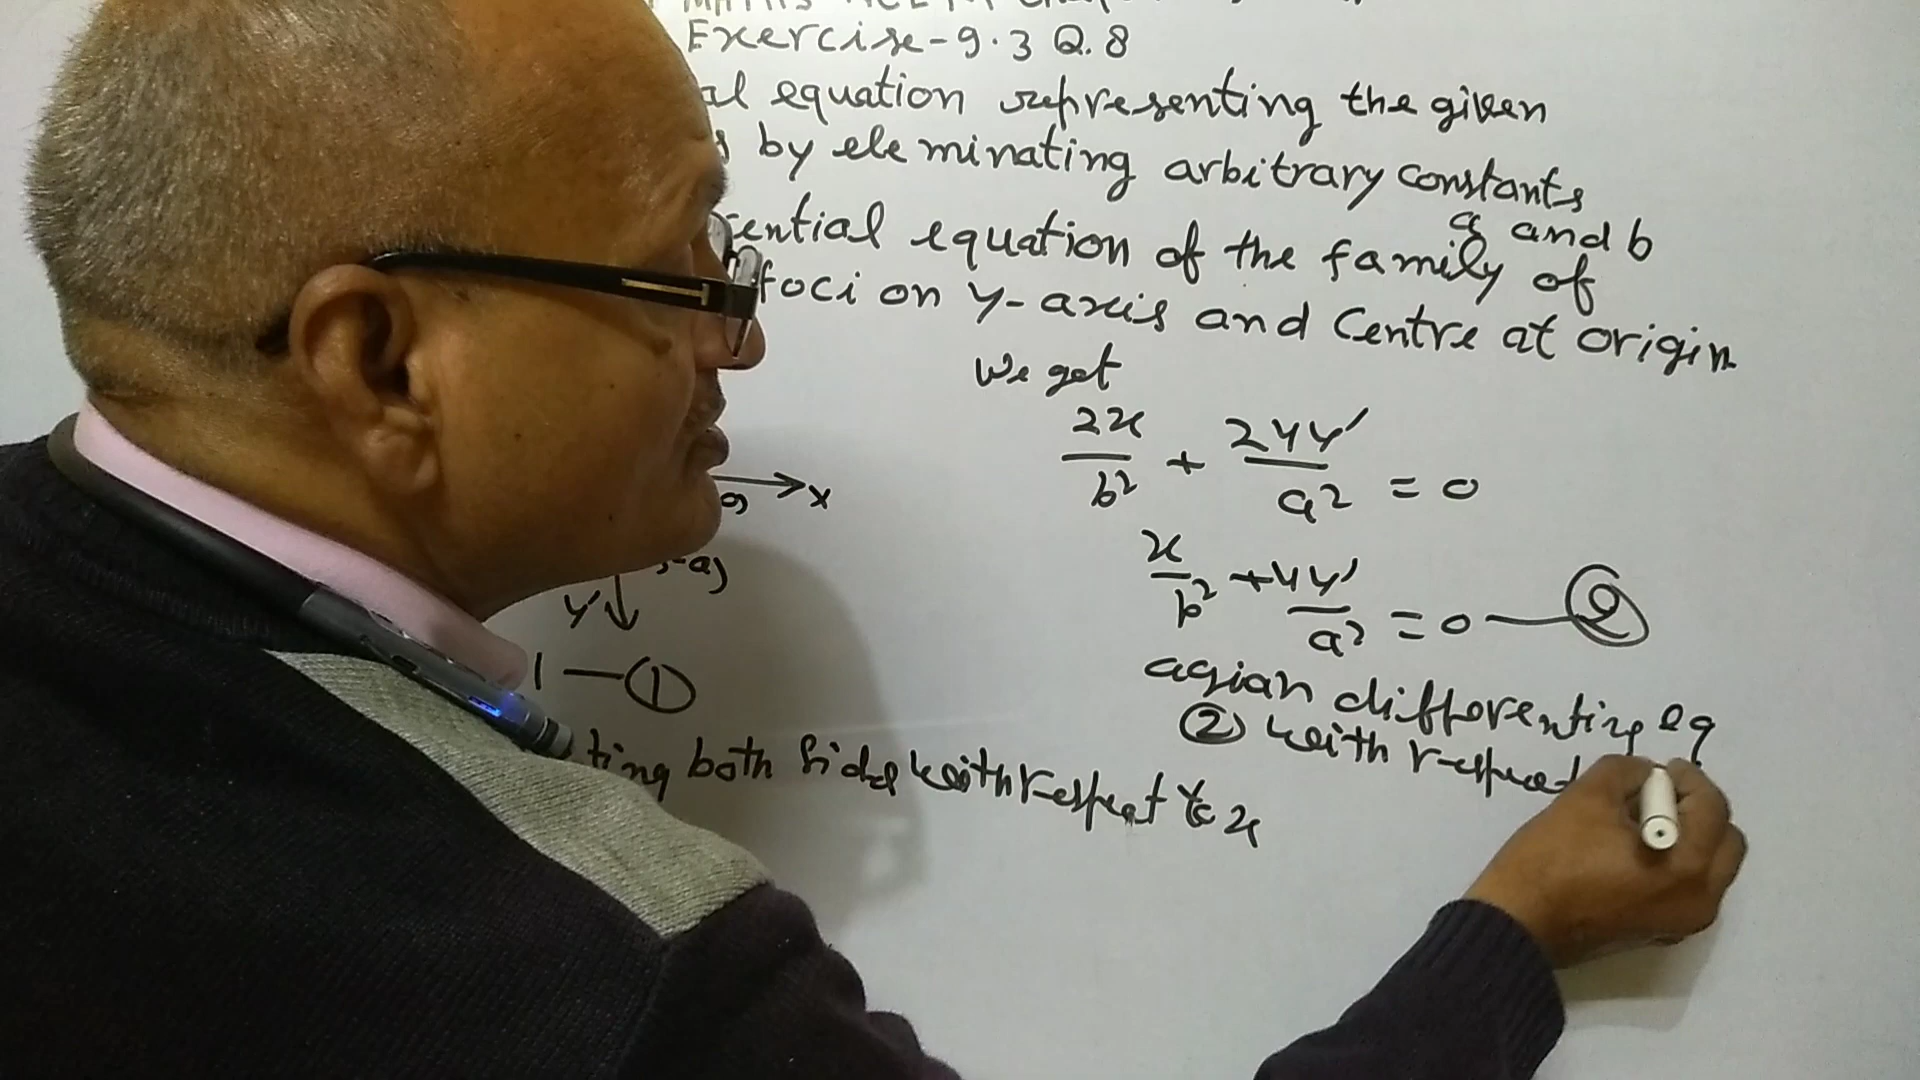 Exercise-9.3 Q.8
al equation representing the given
by eleminating arbitrary constants
a and b
ential equation of the family of
foci on y-axis and Centre at origin
x
-a)
y'
1 — ①
ting both side with respect to x
We get
2x/b² + 2yy'/a² = 0
x/b² + yy'/a² = 0 — ②
agian differenting eq
② with respect